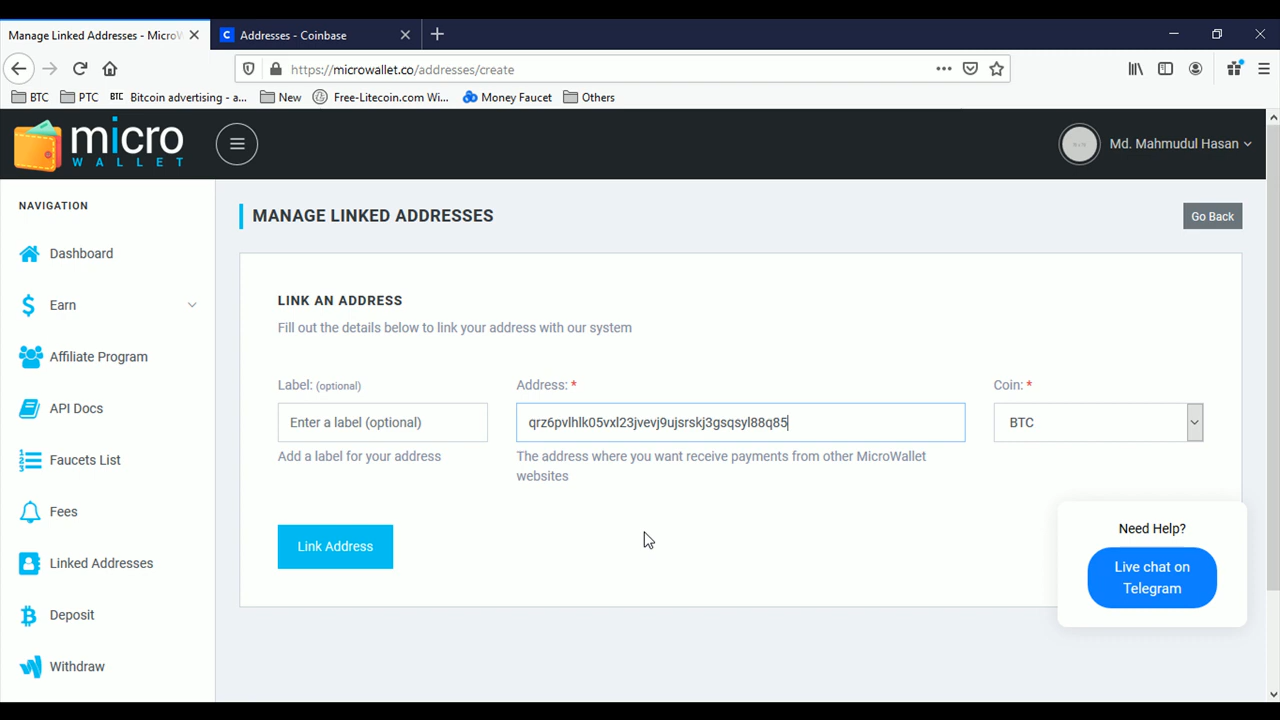 Manage Linked Addresses - MicroW
Addresses - Coinbase
https://microwallet.co/addresses/create
BTC
PTC
BTC Bitcoin advertising - a...
New
Free-Litecoin.com Wi...
Money Faucet
Others
micro
WALLET
Md. Mahmudul Hasan
NAVIGATION
Dashboard
Earn
Affiliate Program
API Docs
Faucets List
Fees
Linked Addresses
Deposit
Withdraw
MANAGE LINKED ADDRESSES
Go Back
LINK AN ADDRESS
Fill out the details below to link your address with our system
Label: (optional)
Enter a label (optional)
Add a label for your address
Address: *
qrz6pvlhlk05vxl23jvevj9ujsrskj3gsqsyl88q85
The address where you want receive payments from other MicroWallet
websites
Coin: *
BTC
Link Address
Need Help?
Live chat on
Telegram